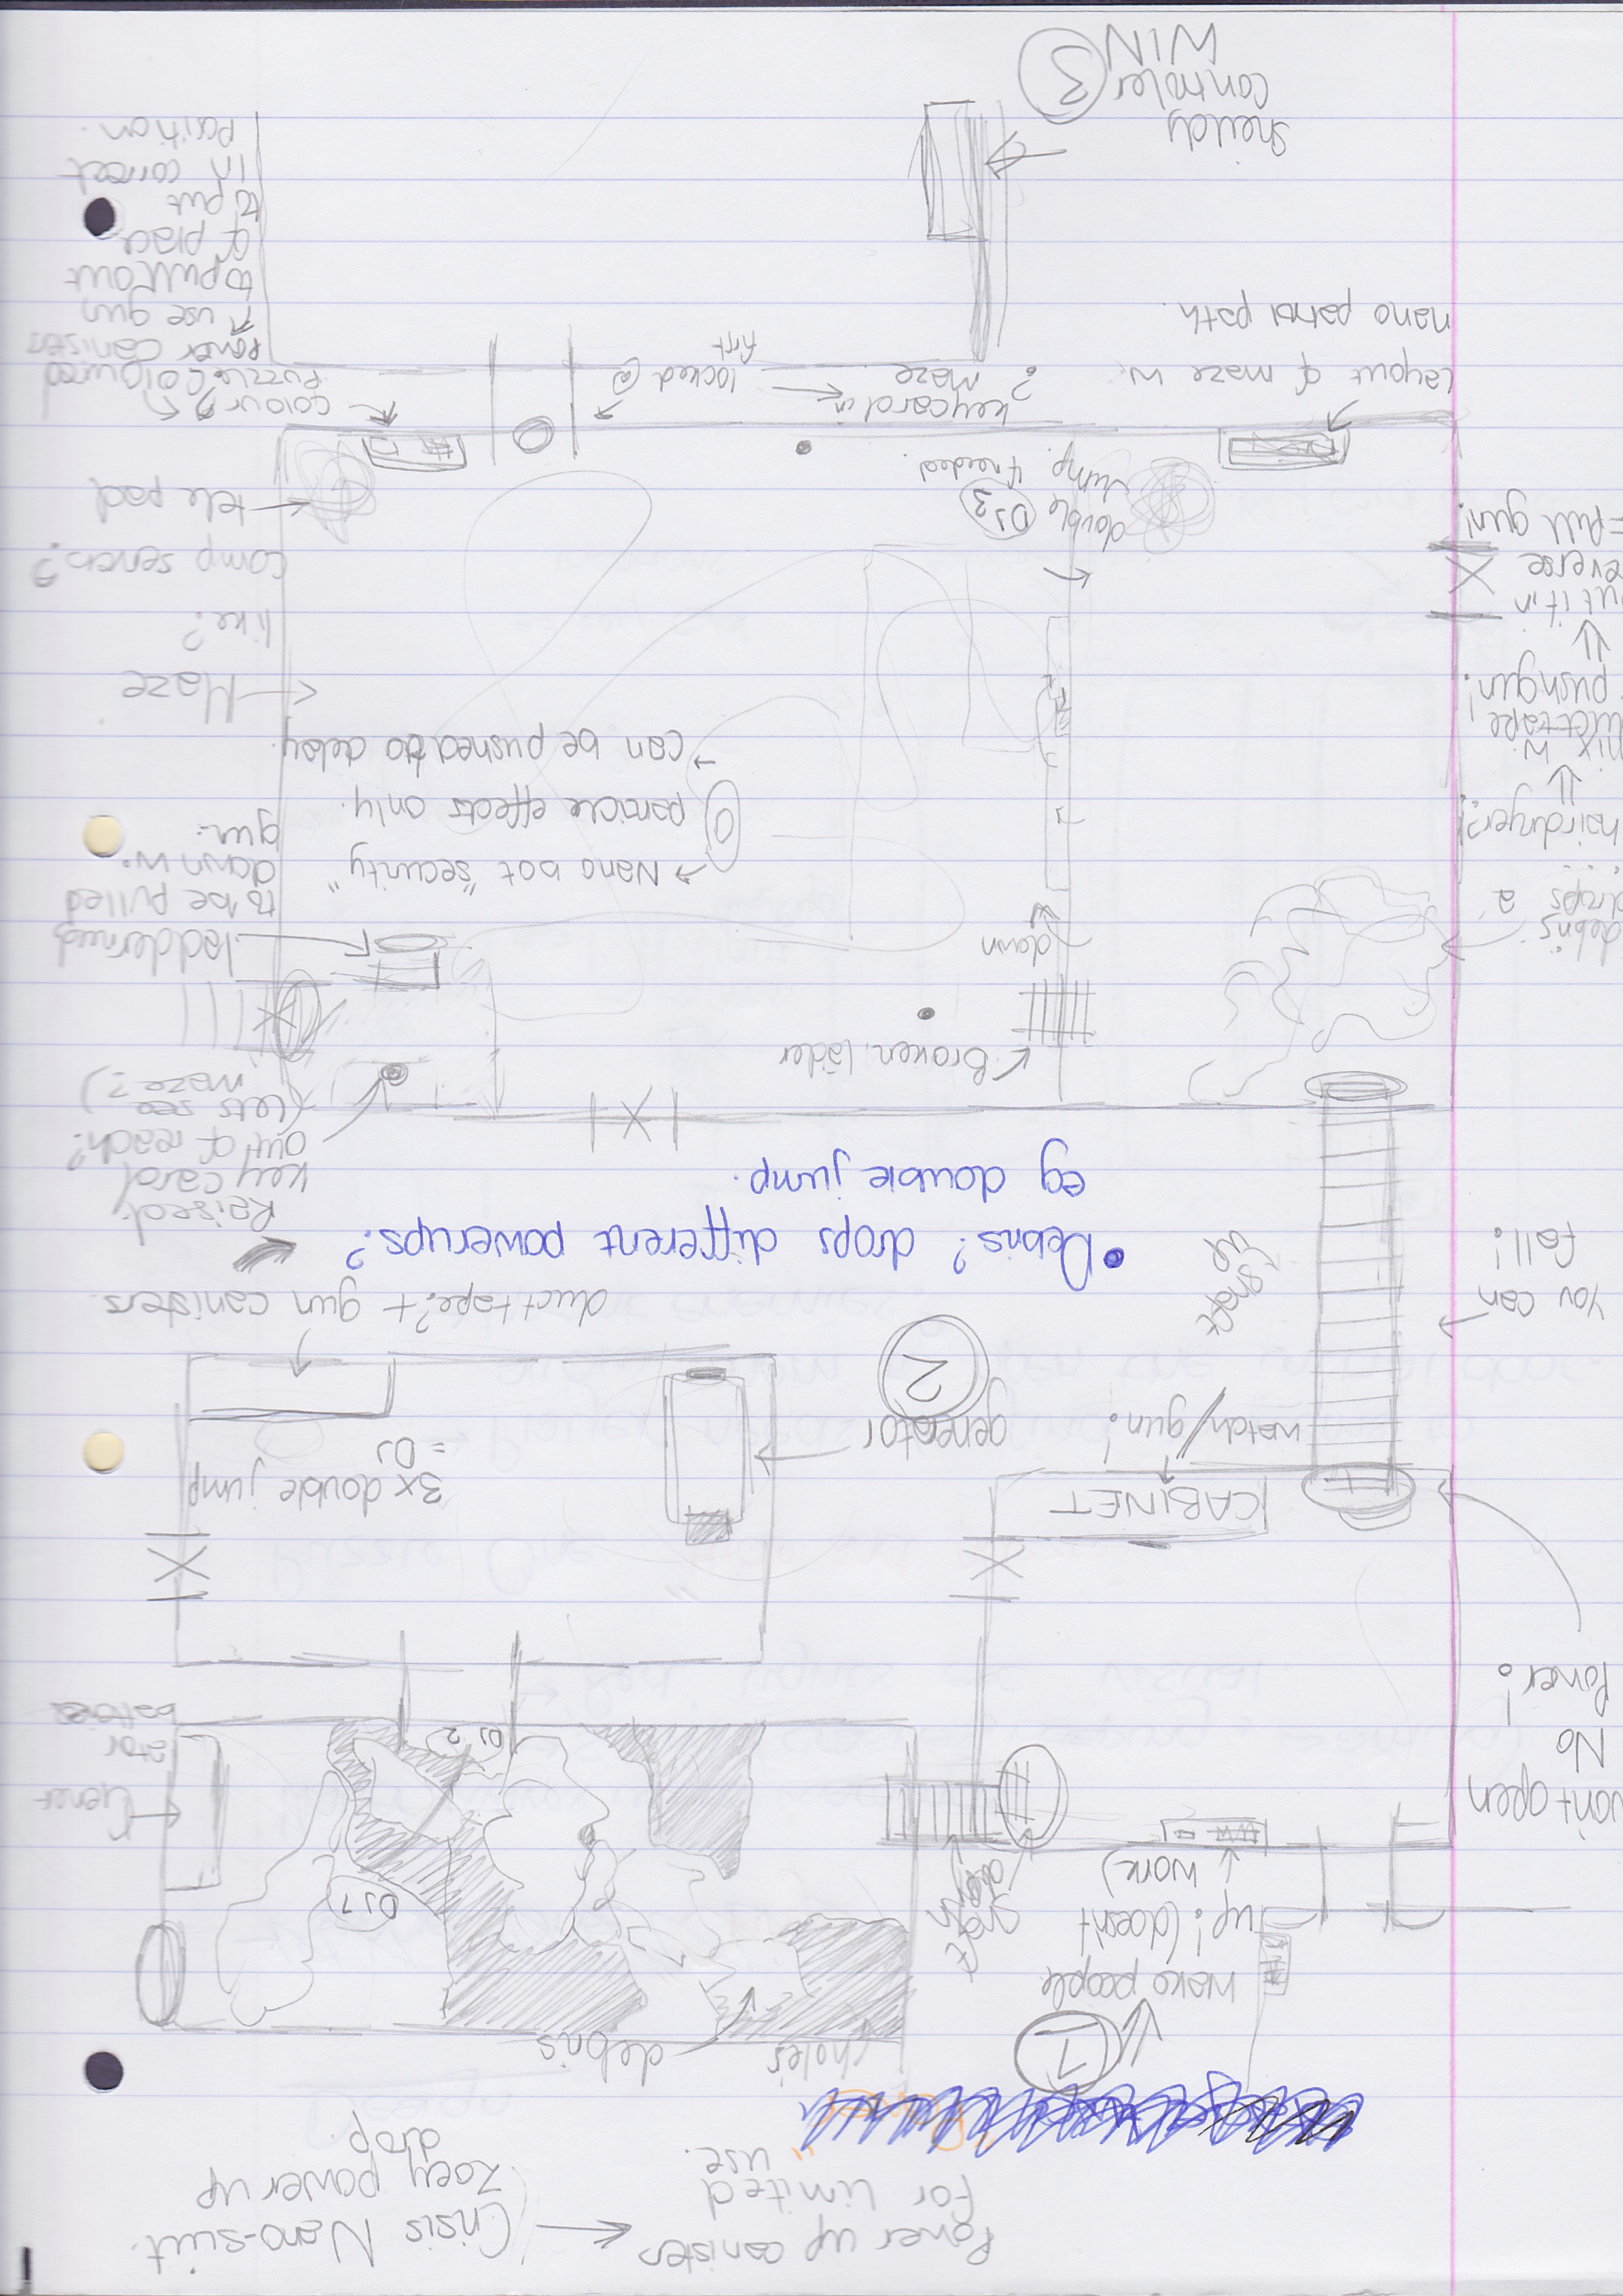 Power up canister
for limited
use.
Crisis Nano-suit.
Zoey power up
drop.
1
wake people
up! (doesn't
work)
holes
debris
shaft
down
DJ 1
DJ 2
Gener
ator
batteries
won't open
No
Power!
CABINET
watch/gun!
generator
2
3x double jump
= DJ
duct tape? + gun canisters.
You can
fall!
shaft
up
• Debris? drops different powerups?
eg double jump.
Raised
key card
out of reach?
(lets see
maze?)
Broken. lader
down
debris
drops a
...
hairdryer?!
mix w.
duct tape
= pushgun!
put it in
reverse
= Pull gun!
ladder needs
to be pulled
down w.
gun.
→ Nano bot "security"
particle effects only.
→ can be pushed to delay.
Maze
like?
comp servers?
tele pad
double
jump.
DJ 3
if needed.
Layout of maze w.
nano patrol path.
? keycard in
maze
locked @
first
colour
puzzle?
Coloured
power canisters
↑ use gun
to pull out
of place
to put
in correct
position.
Sheilds
Controler
WIN
3